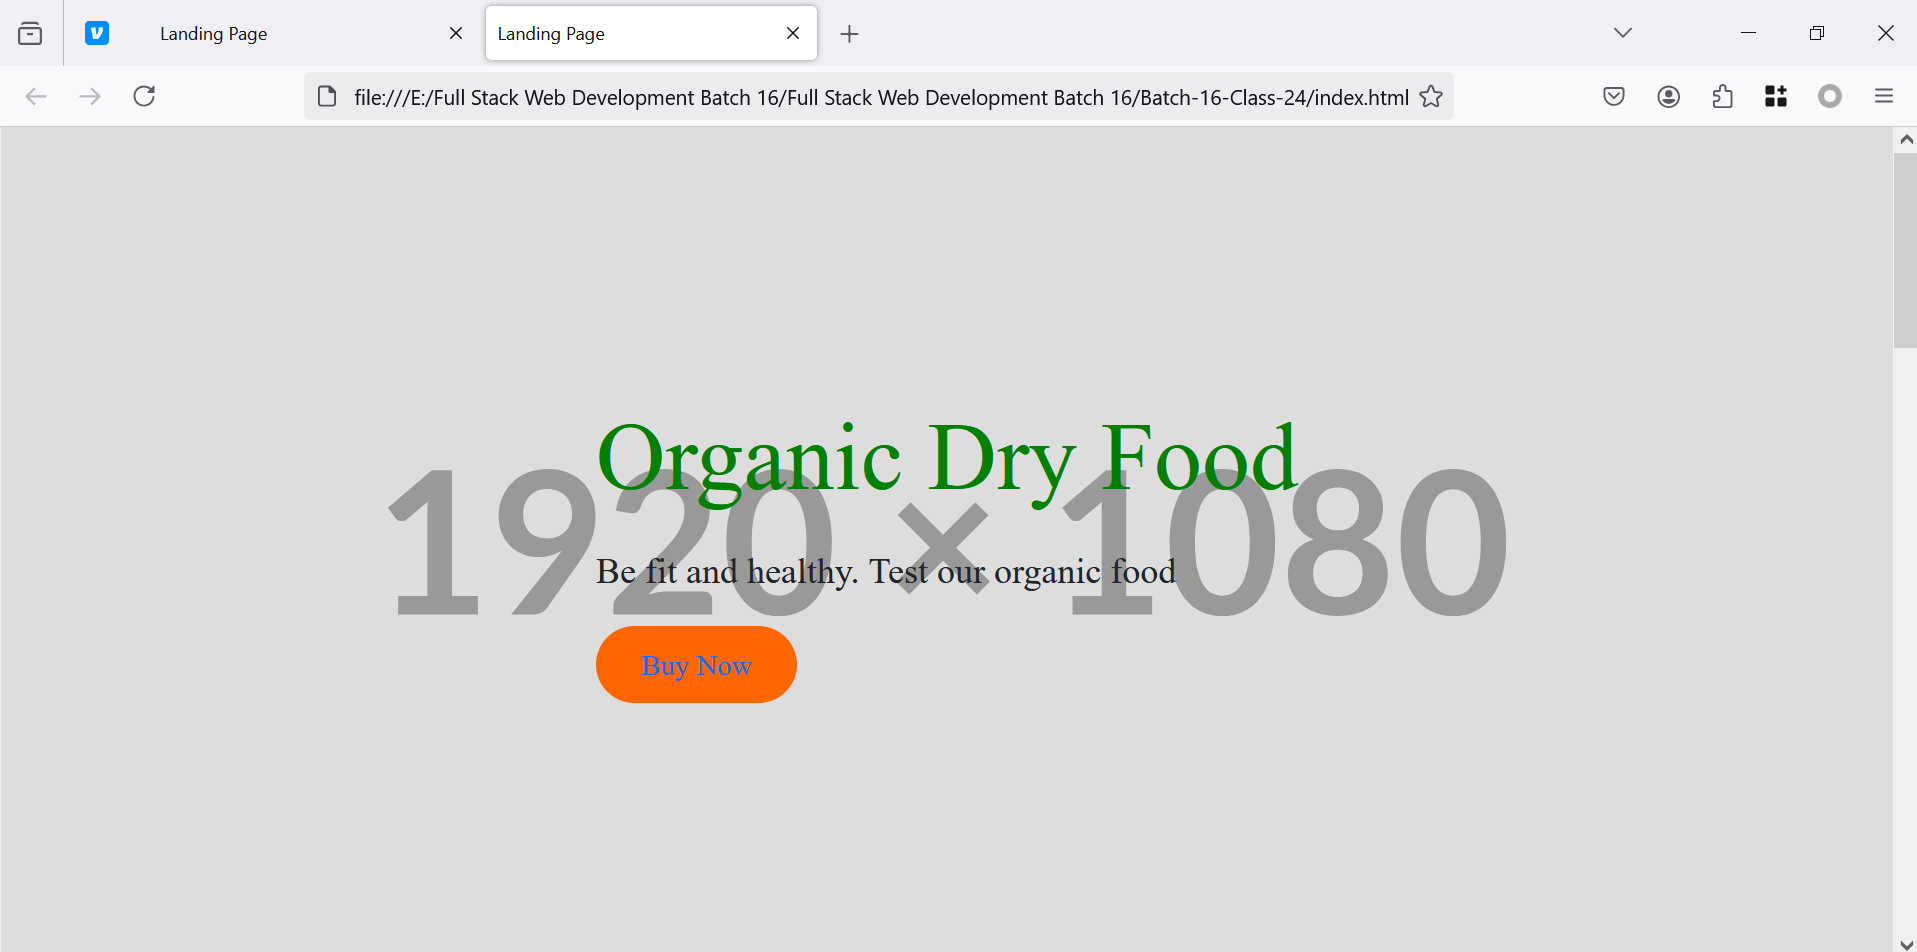 Landing Page
Landing Page
file:///E:/Full Stack Web Development Batch 16/Full Stack Web Development Batch 16/Batch-16-Class-24/index.html
Organic Dry Food
1920 × 1080
Be fit and healthy. Test our organic food
Buy Now